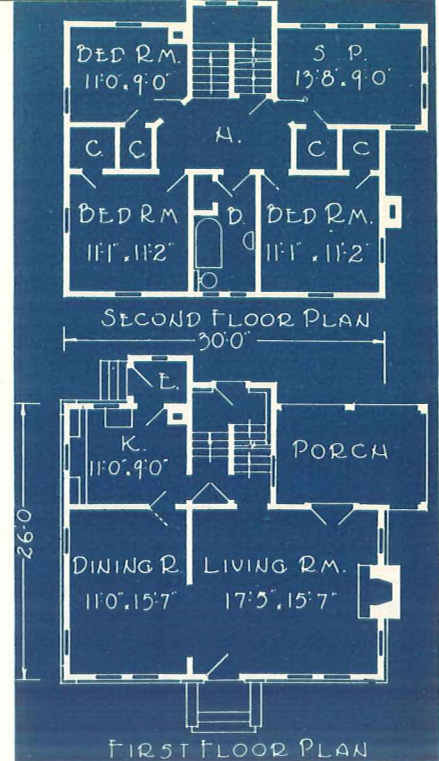 BED RM.
11'0" x 9'0"
S. P.
13'8" x 9'0"
H.
C.
C.
C
C
BED RM
11'1" x 11'2"
B.
BED RM.
11'1" x 11'2"
SECOND FLOOR PLAN
30'0"
E.
K.
11'0" x 9'0"
PORCH
26'0
DINING R.
11'0" x 15'7"
LIVING RM.
17'5" x 15'7"
FIRST FLOOR PLAN